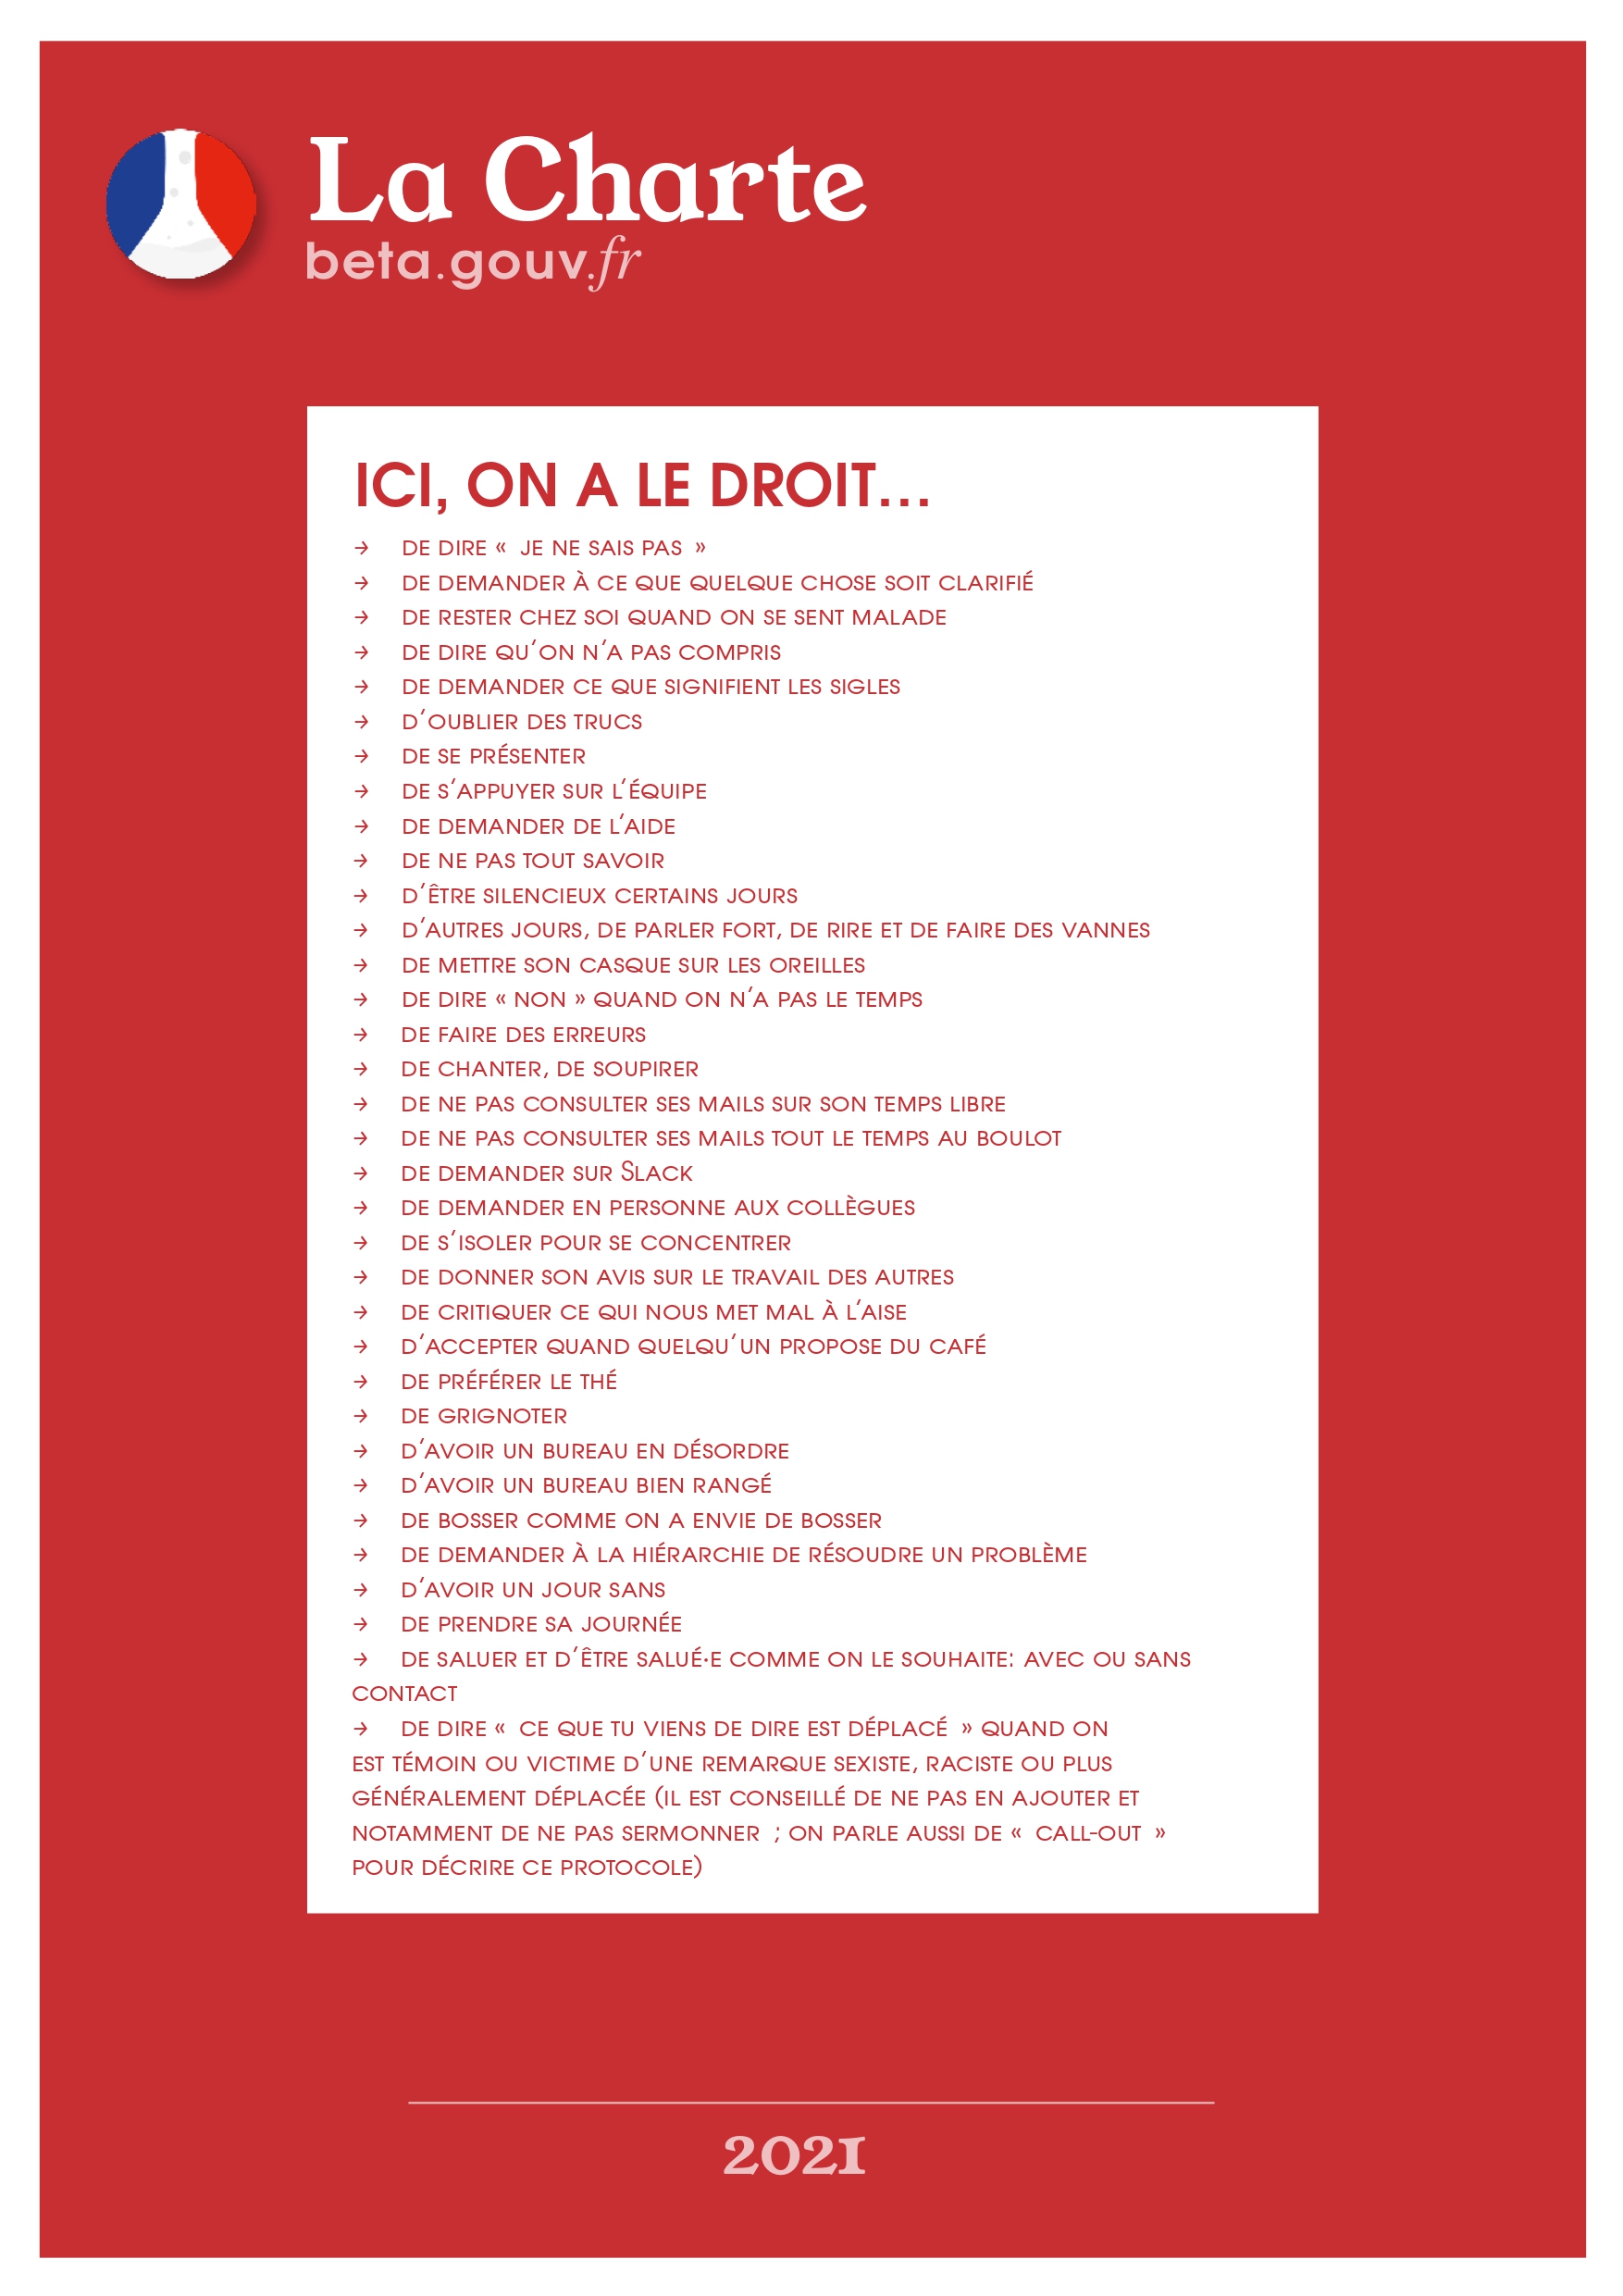 La Charte
beta.gouv.fr
ICI, ON A LE DROIT...
→ DE DIRE « JE NE SAIS PAS »
→ DE DEMANDER À CE QUE QUELQUE CHOSE SOIT CLARIFIÉ
→ DE RESTER CHEZ SOI QUAND ON SE SENT MALADE
→ DE DIRE QU'ON N'A PAS COMPRIS
→ DE DEMANDER CE QUE SIGNIFIENT LES SIGLES
→ D'OUBLIER DES TRUCS
→ DE SE PRÉSENTER
→ DE S'APPUYER SUR L'ÉQUIPE
→ DE DEMANDER DE L'AIDE
→ DE NE PAS TOUT SAVOIR
→ D'ÊTRE SILENCIEUX CERTAINS JOURS
→ D'AUTRES JOURS, DE PARLER FORT, DE RIRE ET DE FAIRE DES VANNES
→ DE METTRE SON CASQUE SUR LES OREILLES
→ DE DIRE « NON » QUAND ON N'A PAS LE TEMPS
→ DE FAIRE DES ERREURS
→ DE CHANTER, DE SOUPIRER
→ DE NE PAS CONSULTER SES MAILS SUR SON TEMPS LIBRE
→ DE NE PAS CONSULTER SES MAILS TOUT LE TEMPS AU BOULOT
→ DE DEMANDER SUR SLACK
→ DE DEMANDER EN PERSONNE AUX COLLÈGUES
→ DE S'ISOLER POUR SE CONCENTRER
→ DE DONNER SON AVIS SUR LE TRAVAIL DES AUTRES
→ DE CRITIQUER CE QUI NOUS MET MAL À L'AISE
→ D'ACCEPTER QUAND QUELQU'UN PROPOSE DU CAFÉ
→ DE PRÉFÉRER LE THÉ
→ DE GRIGNOTER
→ D'AVOIR UN BUREAU EN DÉSORDRE
→ D'AVOIR UN BUREAU BIEN RANGÉ
→ DE BOSSER COMME ON A ENVIE DE BOSSER
→ DE DEMANDER À LA HIÉRARCHIE DE RÉSOUDRE UN PROBLÈME
→ D'AVOIR UN JOUR SANS
→ DE PRENDRE SA JOURNÉE
→ DE SALUER ET D'ÊTRE SALUÉ·E COMME ON LE SOUHAITE: AVEC OU SANS
CONTACT
→ DE DIRE « CE QUE TU VIENS DE DIRE EST DÉPLACÉ » QUAND ON
EST TÉMOIN OU VICTIME D'UNE REMARQUE SEXISTE, RACISTE OU PLUS
GÉNÉRALEMENT DÉPLACÉE (IL EST CONSEILLÉ DE NE PAS EN AJOUTER ET
NOTAMMENT DE NE PAS SERMONNER ; ON PARLE AUSSI DE « CALL-OUT »
POUR DÉCRIRE CE PROTOCOLE)
2021